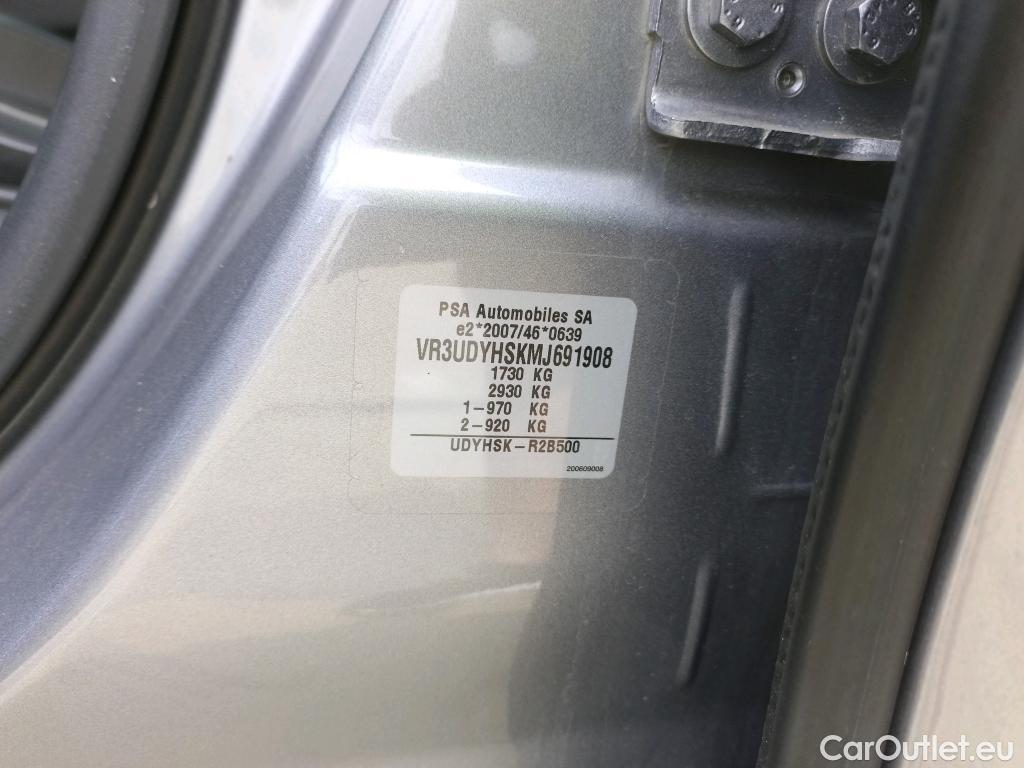 PSA Automobiles SA
e2*2007/46*0639
VR3UDYHSKMJ691908
1730 KG
2930 KG
1-970 KG
2-920 KG
UDYHSK-R2B500
200609008
CarOutlet.eu